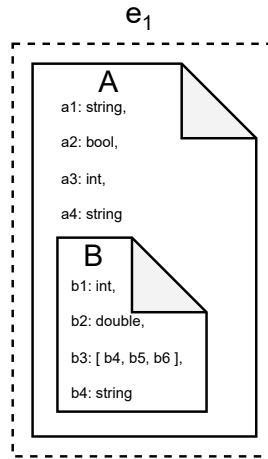 e1
A
a1: string,
a2: bool,
a3: int,
a4: string
B
b1: int,
b2: double,
b3: [ b4, b5, b6 ],
b4: string